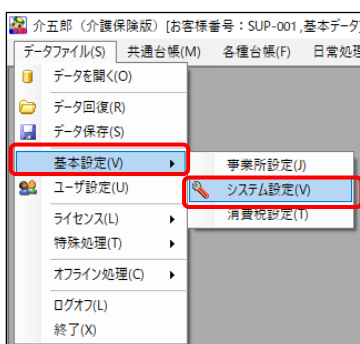 介五郎（介護保険版）[お客様番号：SUP-001,基本データ]
データファイル(S) 共通台帳(M) 各種台帳(F) 日常処理
データを開く(O)
データ回復(R)
データ保存(S)
基本設定(V) 事業所設定(J)
ユーザ設定(U) システム設定(V)
ライセンス(L) 消費税設定(T)
特殊処理(T)
オフライン処理(C)
ログオフ(L)
終了(X)